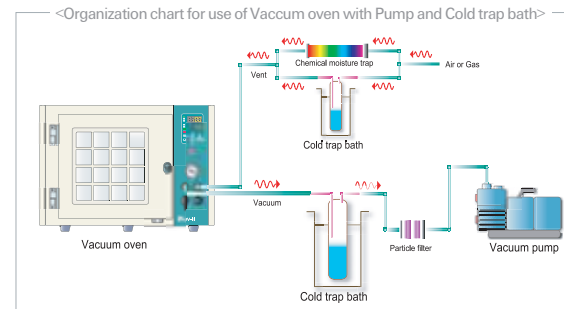 <Organization chart for use of Vaccum oven with Pump and Cold trap bath>
Chemical moisture trap
Air or Gas
Vent
Cold trap bath
Vacuum
Particle filter
Vacuum oven
Vacuum pump
Cold trap bath